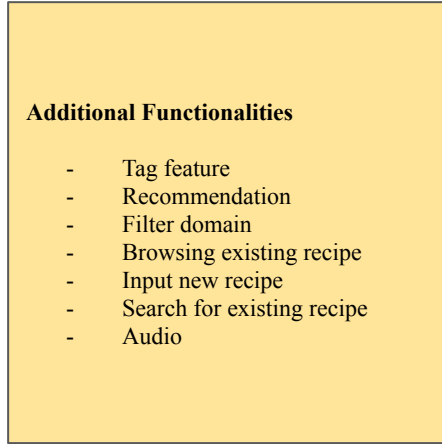 Additional Functionalities
- Tag feature
- Recommendation
- Filter domain
- Browsing existing recipe
- Input new recipe
- Search for existing recipe
- Audio